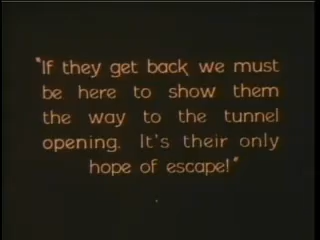 "If they get back we must
be here to show them
the way to the tunnel
opening. It's their only
hope of escape!"